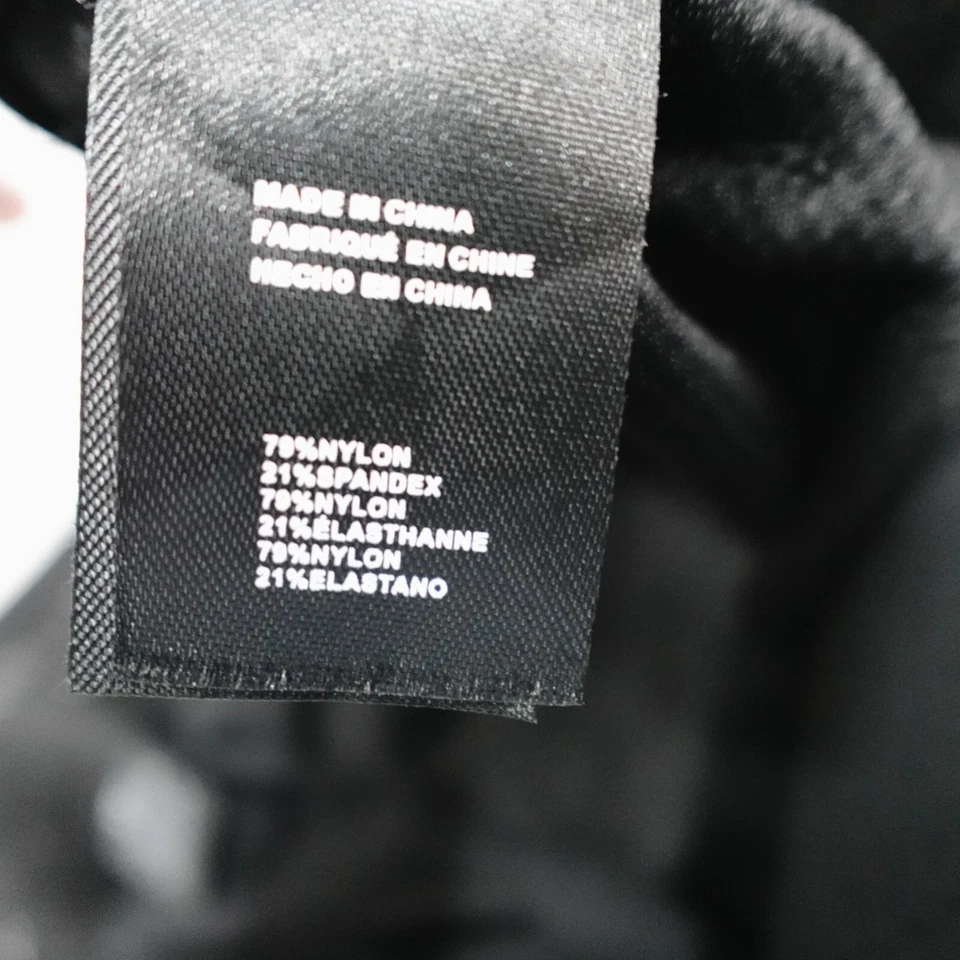 MADE IN CHINA
FABRIQUÉ EN CHINE
HECHO EN CHINA
79%NYLON
21%SPANDEX
79%NYLON
21%ÉLASTHANNE
79%NYLON
21%ELASTANO